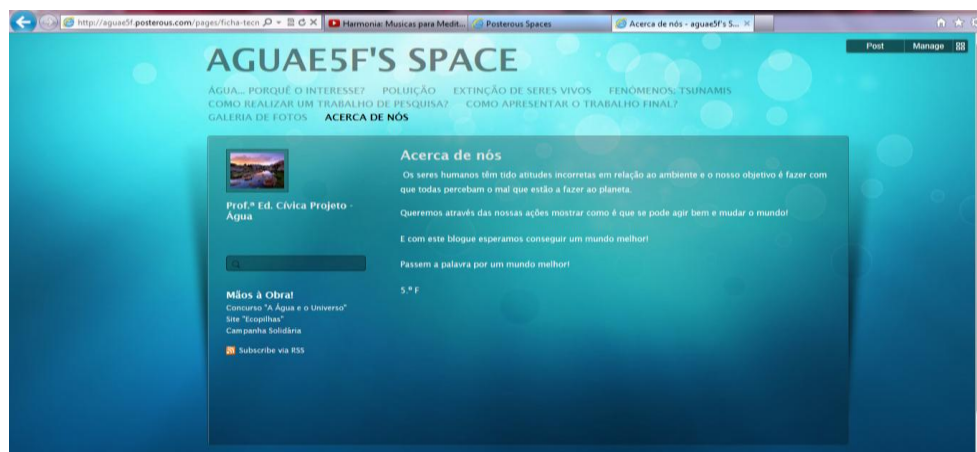 http://aguae5f.posterous.com/pages/ficha-tecn
Harmonia: Musicas para Medit...
Posterous Spaces
Acerca de nós - aguae5f's S...
Post Manage
AGUAE5F'S SPACE
ÁGUA... PORQUÊ O INTERESSE? POLUIÇÃO EXTINÇÃO DE SERES VIVOS FENÓMENOS: TSUNAMIS
COMO REALIZAR UM TRABALHO DE PESQUISA? COMO APRESENTAR O TRABALHO FINAL?
GALERIA DE FOTOS ACERCA DE NÓS
Prof.ª Ed. Cívica Projeto -
Água
Mãos à Obra!
Concurso "A Água e o Universo"
Site "Ecopilhas"
Campanha Solidária
Subscribe via RSS
Acerca de nós
Os seres humanos têm tido atitudes incorretas em relação ao ambiente e o nosso objetivo é fazer com
que todas percebam o mal que estão a fazer ao planeta.
Queremos através das nossas ações mostrar como é que se pode agir bem e mudar o mundo!
E com este blogue esperamos conseguir um mundo melhor!
Passem a palavra por um mundo melhor!
5.º F